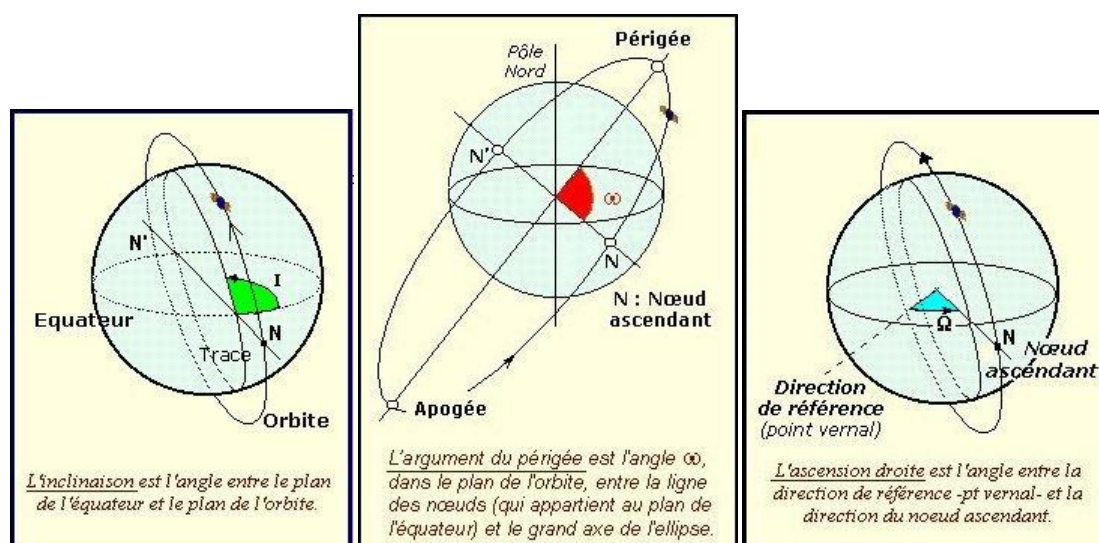 N'
I
Equateur
N
Trace
Orbite
L'inclinaison est l'angle entre le plan
de l'équateur et le plan de l'orbite.
Pôle
Nord
Périgée
N'
ω
N
N : Nœud
ascendant
Apogée
L'argument du périgée est l'angle ω,
dans le plan de l'orbite, entre la ligne
des nœuds (qui appartient au plan de
l'équateur) et le grand axe de l'ellipse.
Ω
N
Nœud
ascéndant
Direction
de référence
(point vernal)
L'ascension droite est l'angle entre la
direction de référence -pt vernal- et la
direction du noeud ascendant.